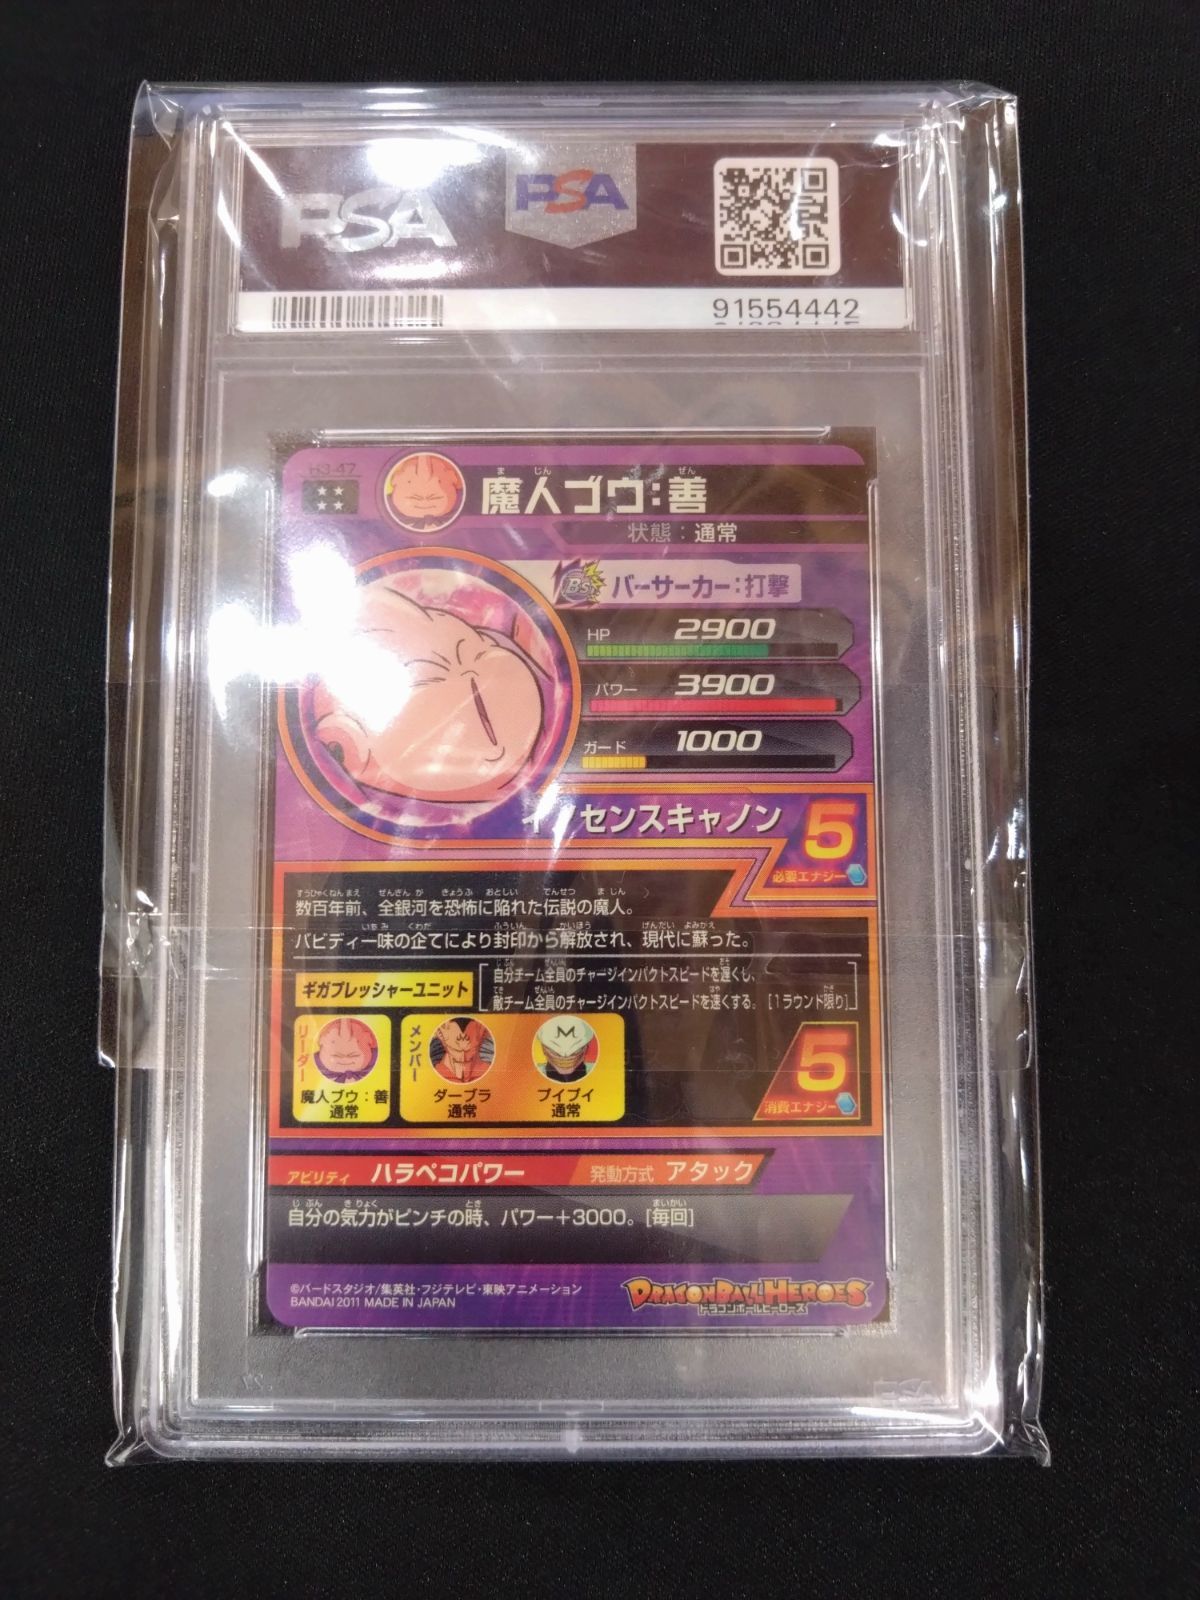 PSA
PSA
91554442
H3-47
魔人ブウ:善
状態：通常
BS
バーサーカー:打撃
HP 2900
パワー 3900
ガード 1000
イノセンスキャノン
5
必要エナジー
数百年前、全銀河を恐怖に陥れた伝説の魔人。
バビディ一味の企てにより封印から解放され、現代に蘇った。
ギガプレッシャーユニット
自分チーム全員のチャージインパクトスピードを遅くし、
敵チーム全員のチャージインパクトスピードを速くする。[1ラウンド限り]
リーダー
魔人ブウ：善
通常
メンバー
ダーブラ
通常
プイプイ
通常
5
消費エナジー
アビリティ ハラペコパワー 発動方式 アタック
自分の気力がピンチの時、パワー+3000。[毎回]
©バードスタジオ/集英社・フジテレビ・東映アニメーション
BANDAI 2011 MADE IN JAPAN
DRAGONBALL HEROES
ドラゴンボールヒーローズ